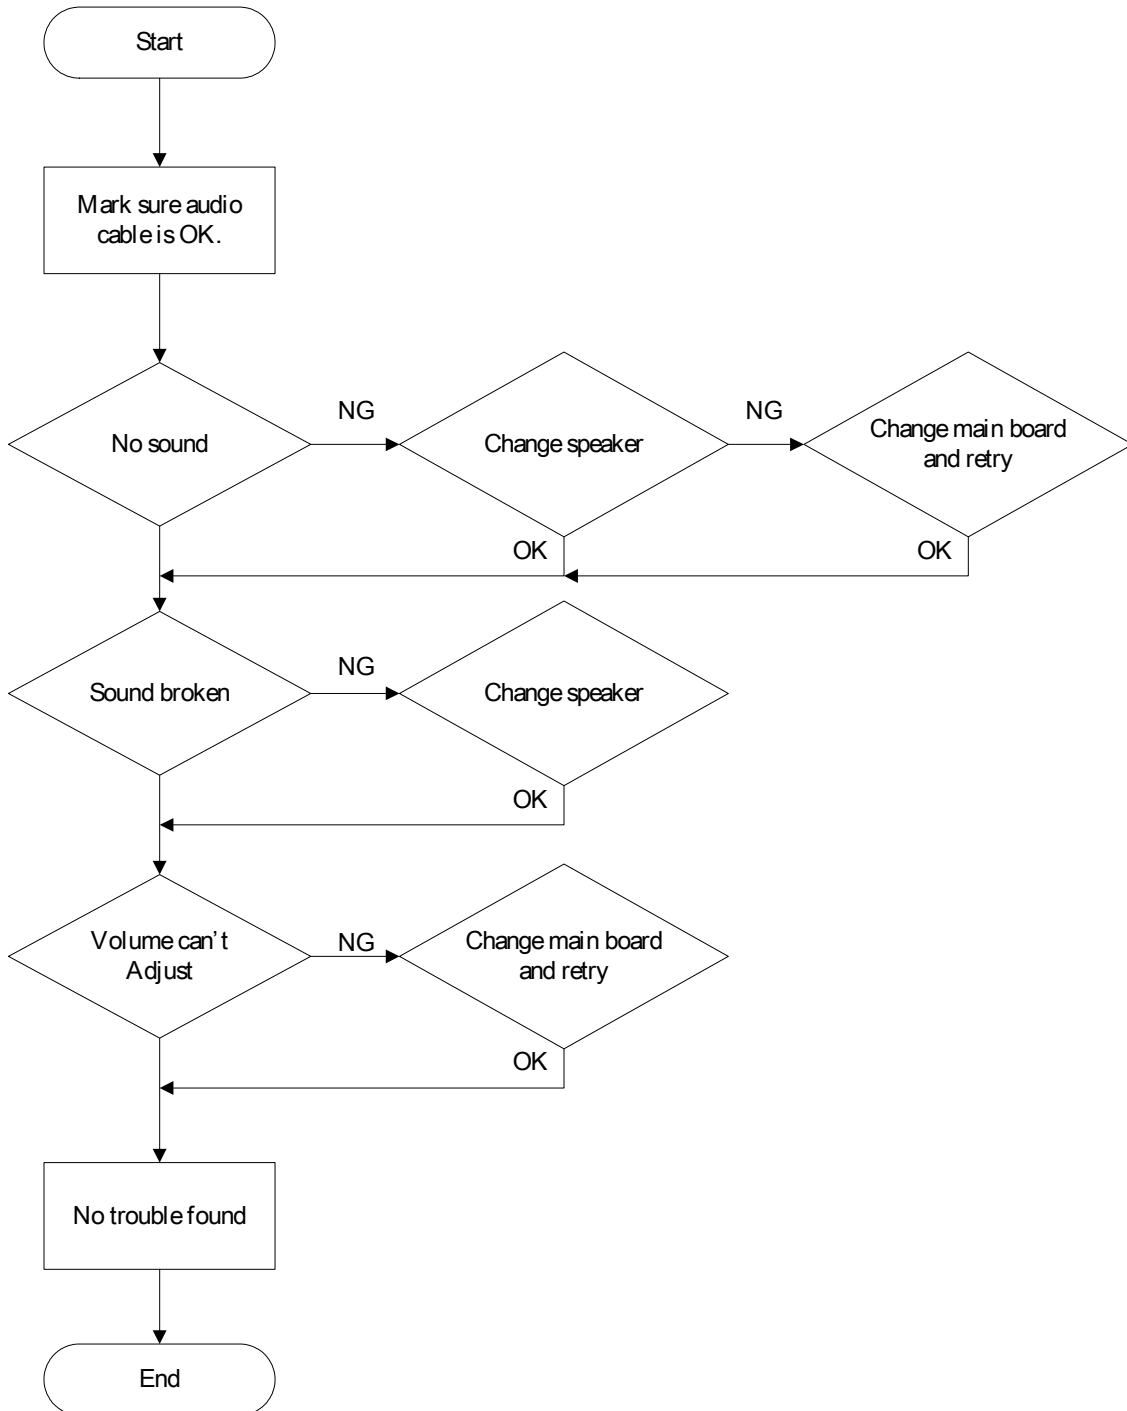 Start
Mark sure audio
cable is OK.
No sound
NG
Change speaker
NG
Change main board
and retry
OK
OK
Sound broken
NG
Change speaker
OK
Volume can't
Adjust
NG
Change main board
and retry
OK
No trouble found
End